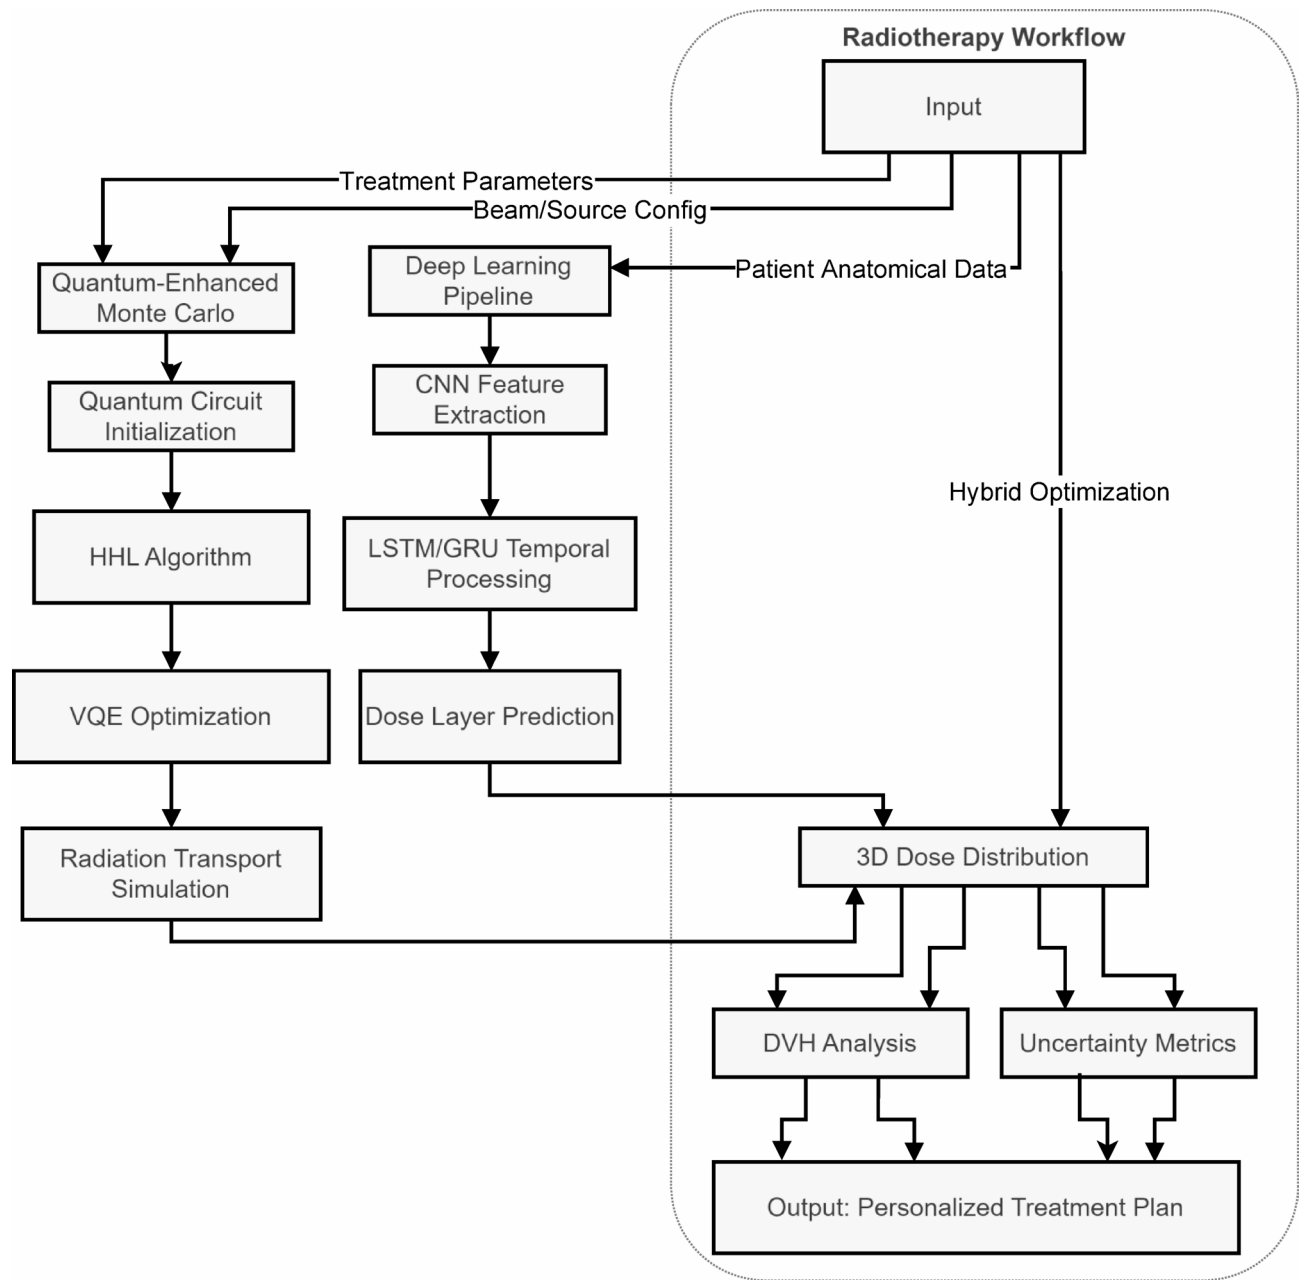 Radiotherapy Workflow
Input
Treatment Parameters
Beam/Source Config
Patient Anatomical Data
Quantum-Enhanced
Monte Carlo
Deep Learning
Pipeline
Quantum Circuit
Initialization
CNN Feature
Extraction
Hybrid Optimization
HHL Algorithm
LSTM/GRU Temporal
Processing
VQE Optimization
Dose Layer Prediction
Radiation Transport
Simulation
3D Dose Distribution
DVH Analysis
Uncertainty Metrics
Output: Personalized Treatment Plan